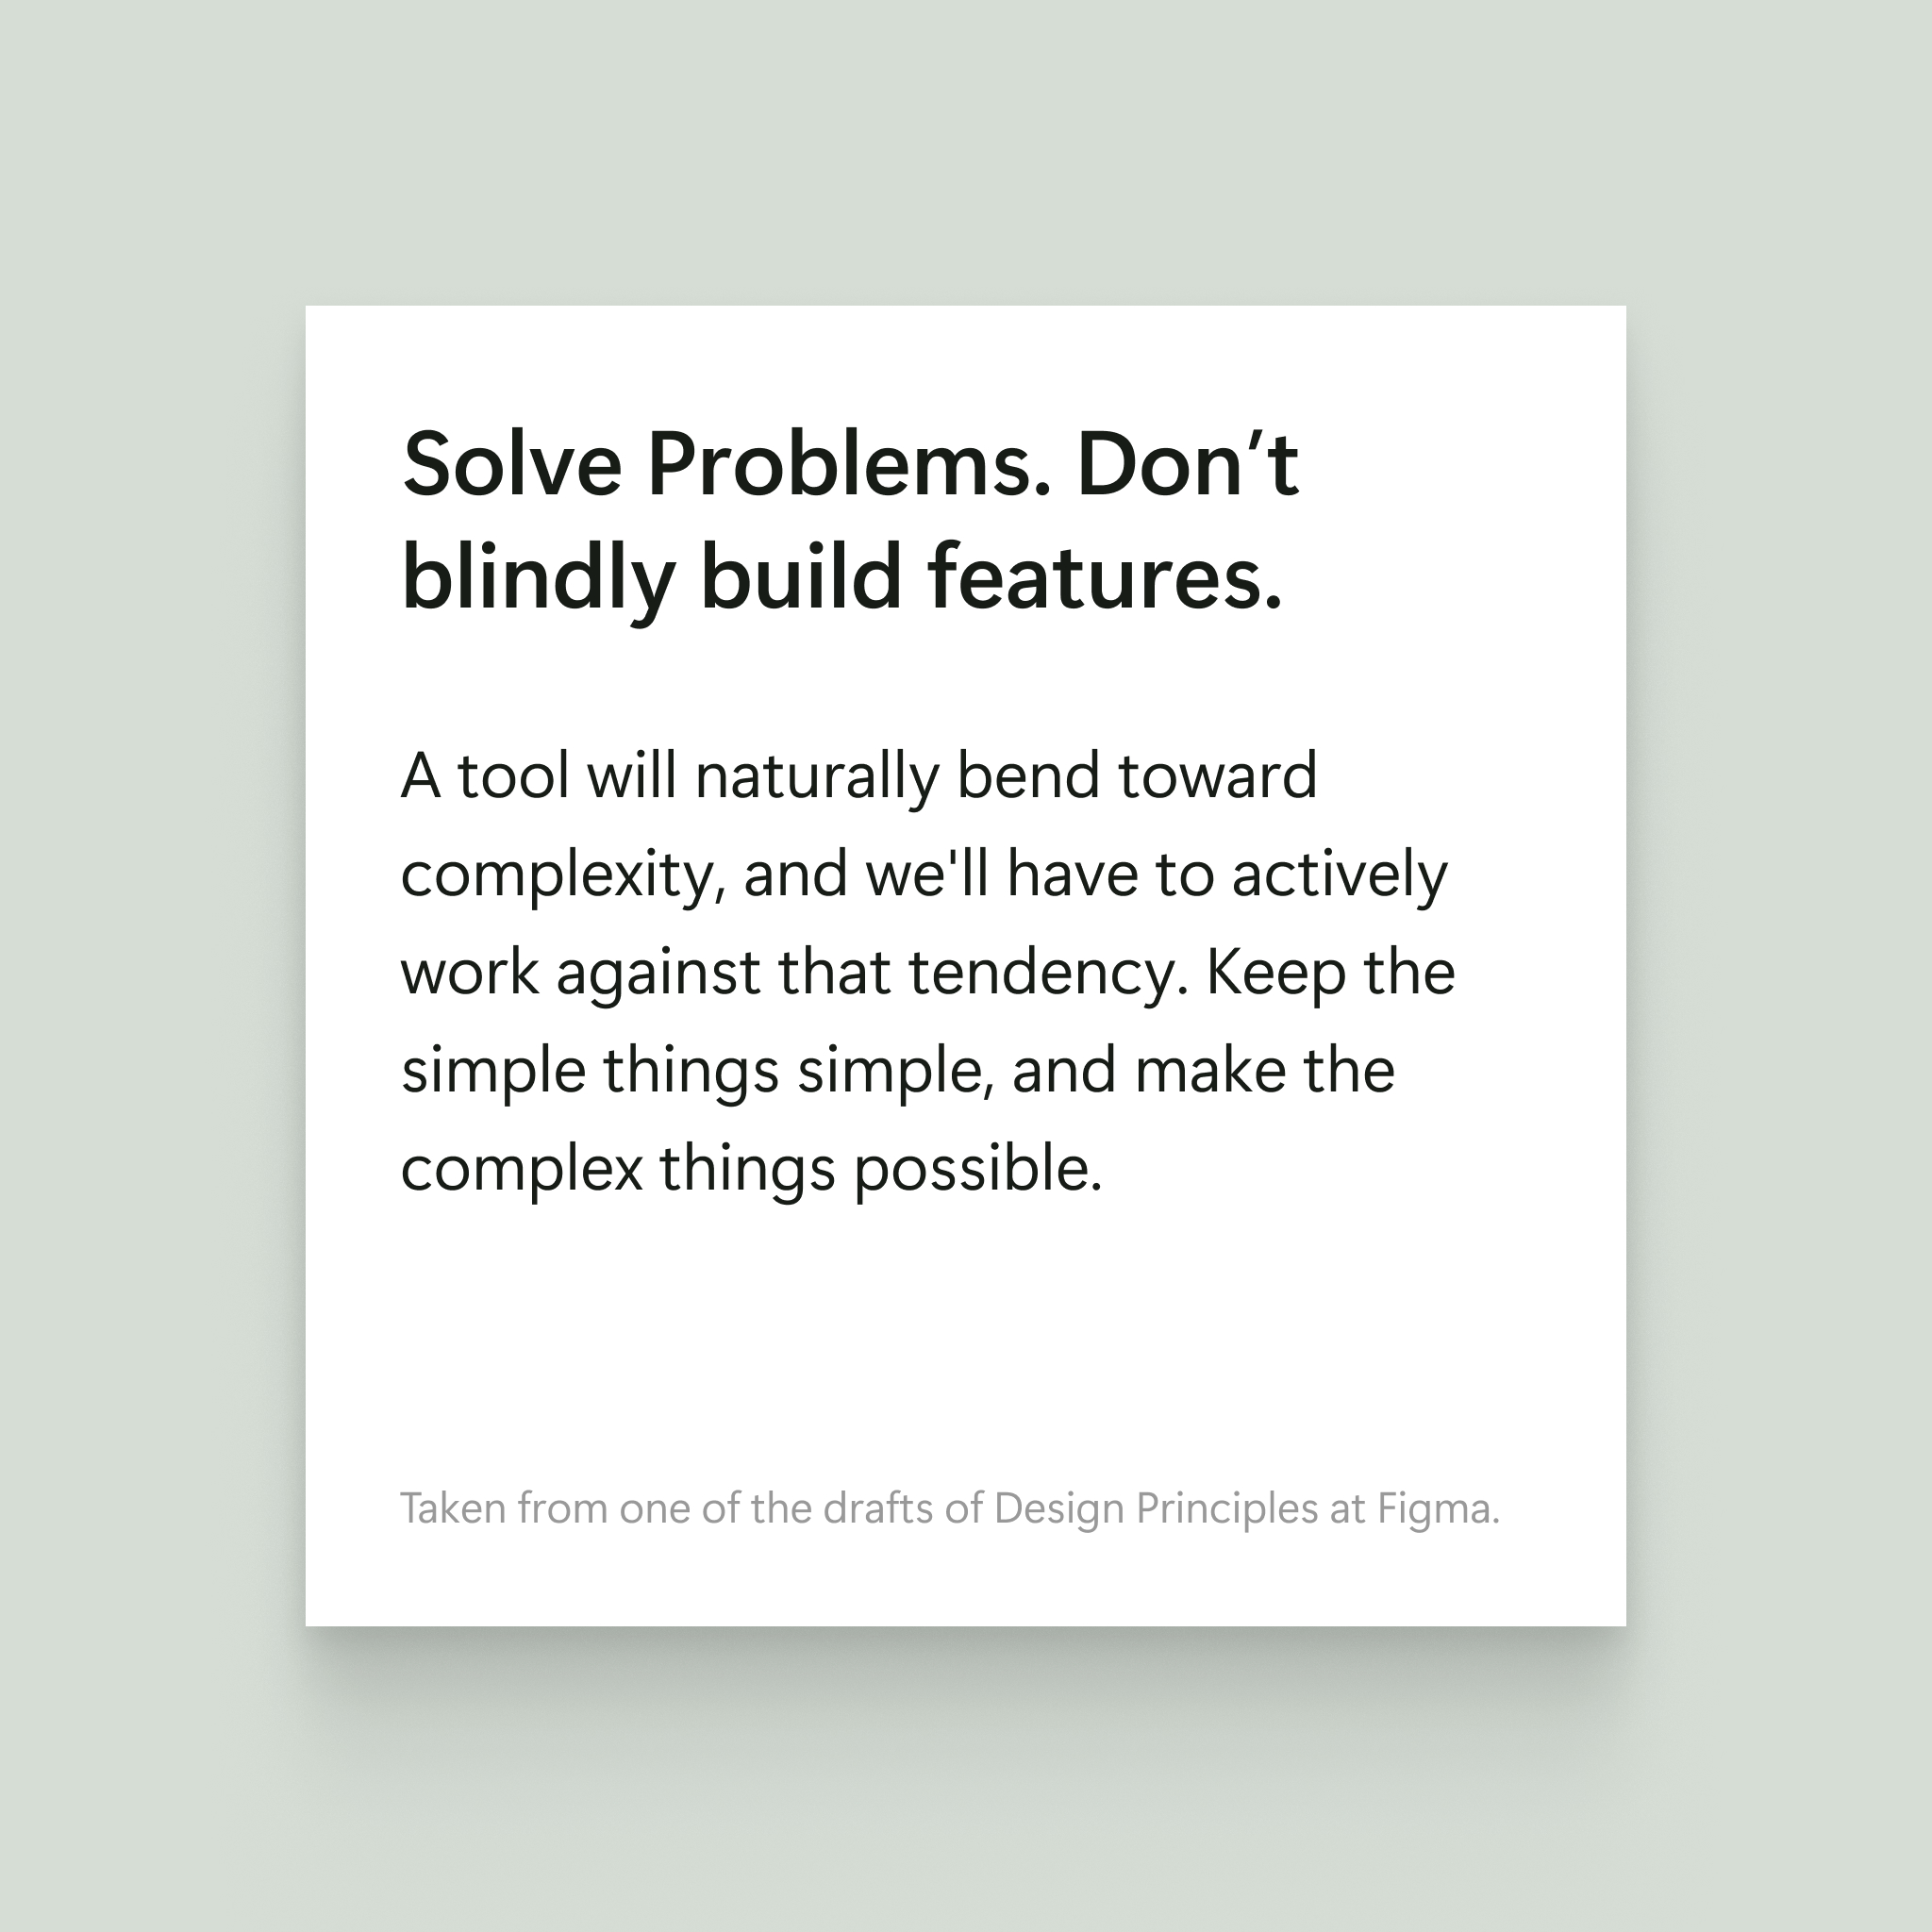 Solve Problems. Don’t
blindly build features.
A tool will naturally bend toward
complexity, and we'll have to actively
work against that tendency. Keep the
simple things simple, and make the
complex things possible.
Taken from one of the drafts of Design Principles at Figma.